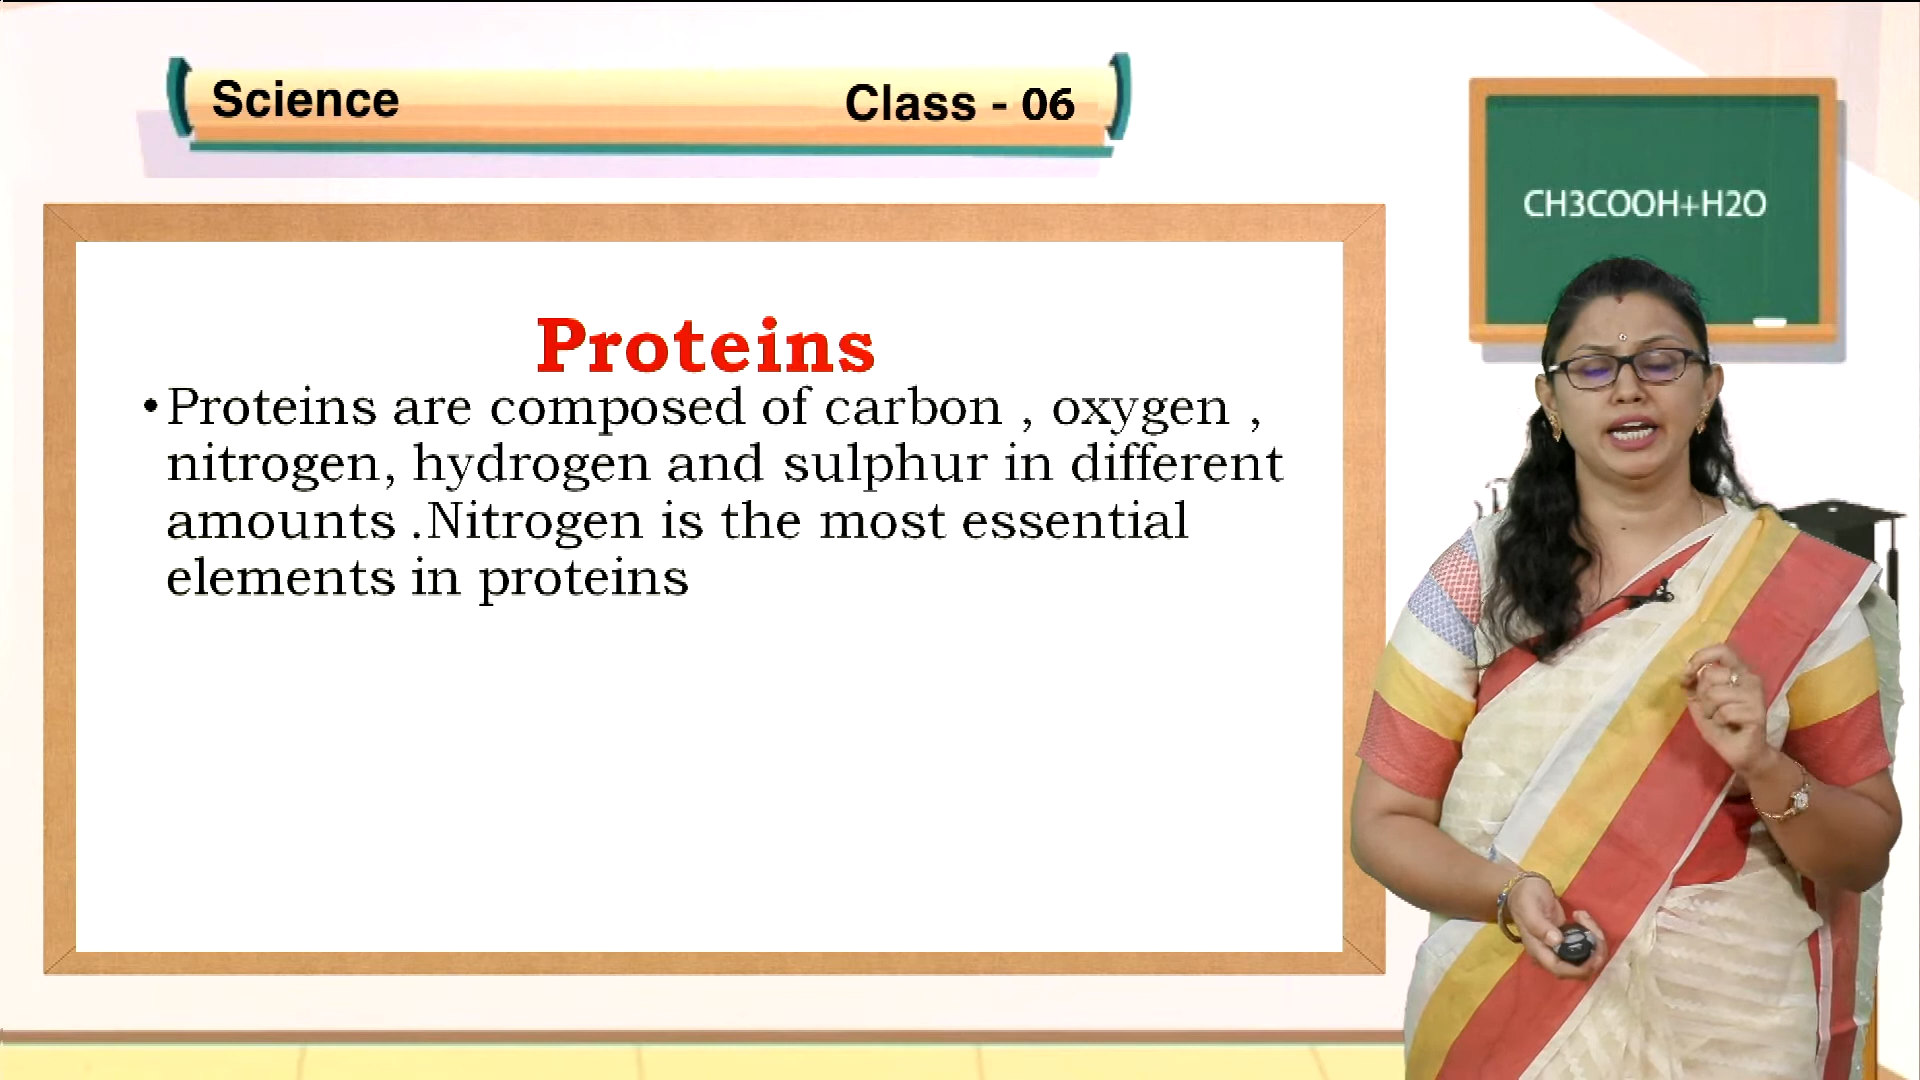 Science
Class - 06
CH3COOH+H2O
Proteins
•Proteins are composed of carbon , oxygen ,
nitrogen, hydrogen and sulphur in different
amounts .Nitrogen is the most essential
elements in proteins